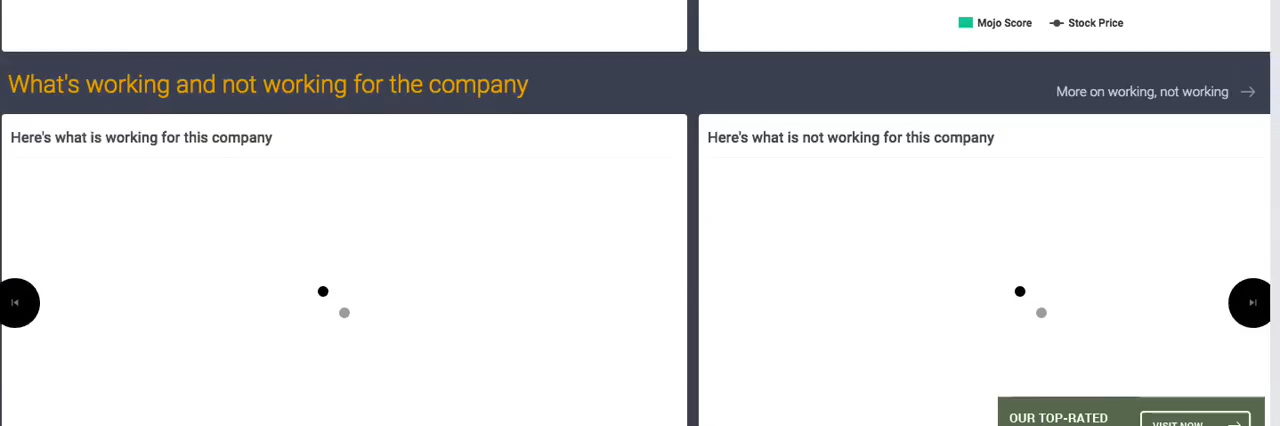 Mojo Score Stock Price
What's working and not working for the company
More on working, not working
Here's what is working for this company
Here's what is not working for this company
OUR TOP-RATED
VISIT NOW